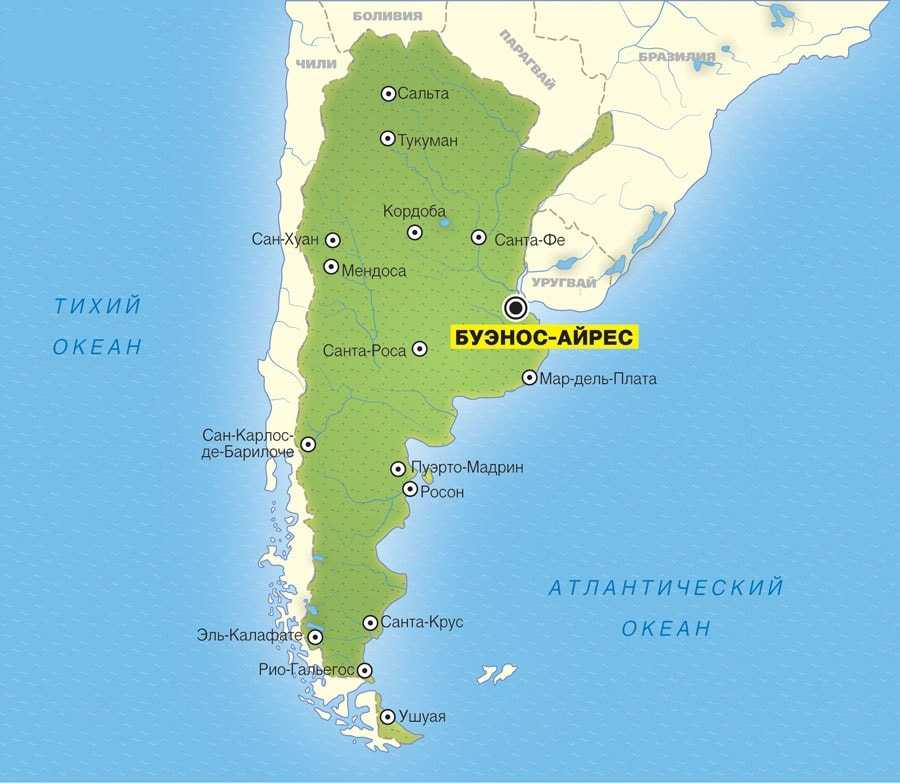 БОЛИВИЯ
ПАРАГВАЙ
БРАЗИЛИЯ
ЧИЛИ
Сальта
Тукуман
Кордоба
Сан-Хуан
Санта-Фе
Мендоса
УРУГВАЙ
ТИХИЙ
ОКЕАН
БУЭНОС-АЙРЕС
Санта-Роса
Мар-дель-Плата
Сан-Карлос-
де-Барилоче
Пуэрто-Мадрин
Росон
АТЛАНТИЧЕСКИЙ
ОКЕАН
Санта-Крус
Эль-Калафате
Рио-Гальегос
Ушуая